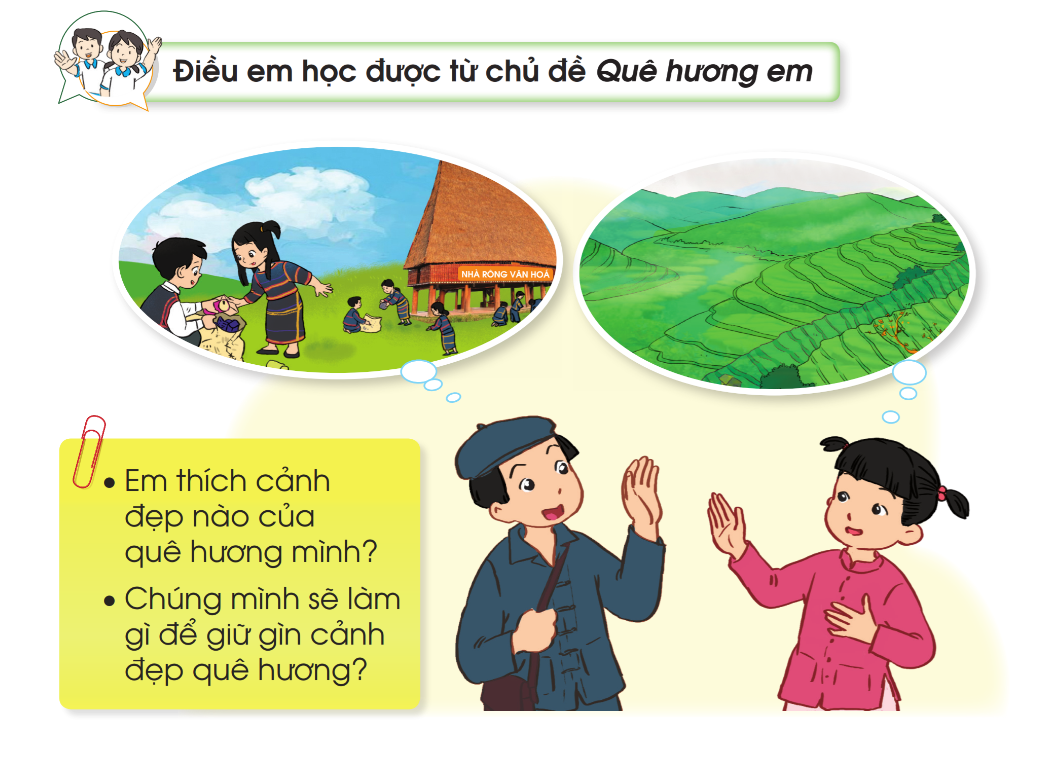 Điều em học được từ chủ đề Quê hương em
NHÀ RÔNG VĂN HOÁ
• Em thích cảnh
đẹp nào của
quê hương mình?
• Chúng mình sẽ làm
gì để giữ gìn cảnh
đẹp quê hương?